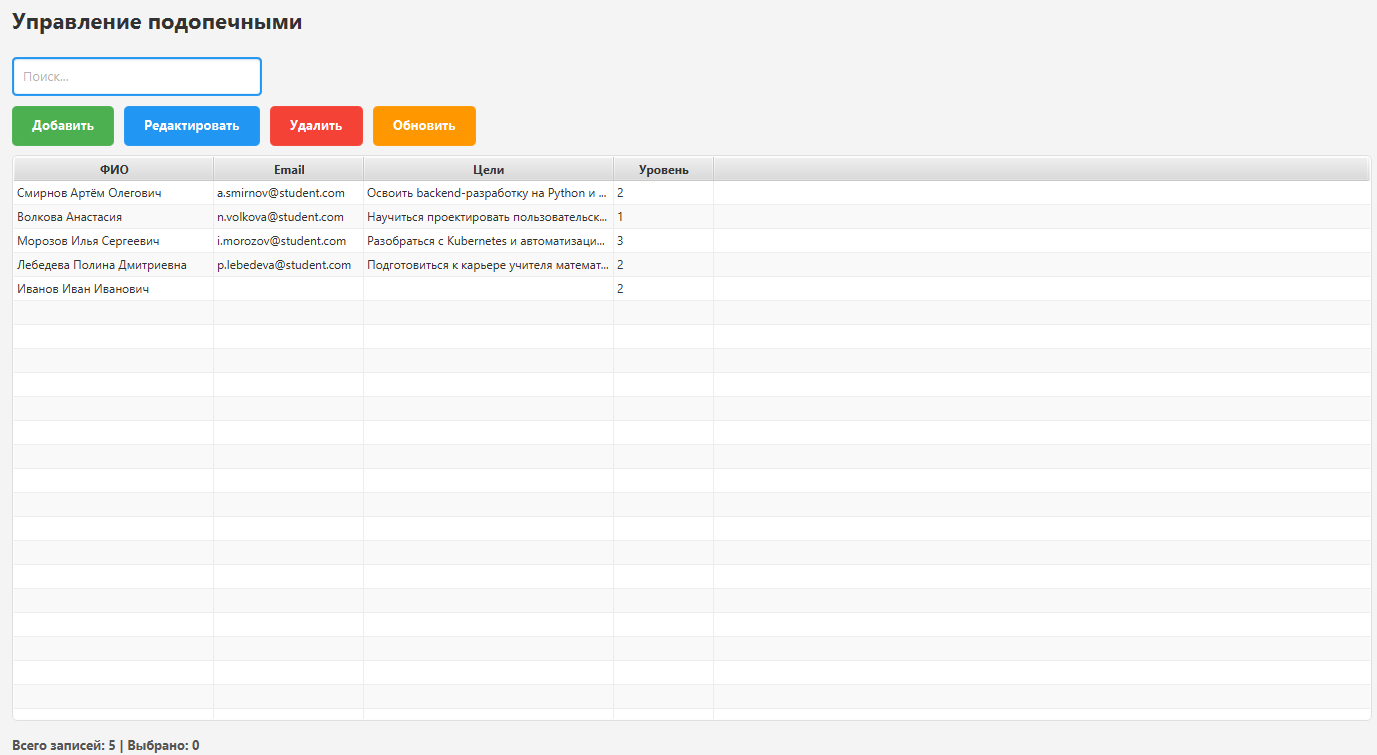 Управление подопечными
Поиск...
Добавить Редактировать Удалить Обновить
ФИО Email Цели Уровень
Смирнов Артём Олегович a.smirnov@student.com Освоить backend-разработку на Python и ... 2
Волкова Анастасия n.volkova@student.com Научиться проектировать пользовательск... 1
Морозов Илья Сергеевич i.morozov@student.com Разобраться с Kubernetes и автоматизаци... 3
Лебедева Полина Дмитриевна p.lebedeva@student.com Подготовиться к карьере учителя математ... 2
Иванов Иван Иванович 2
Всего записей: 5 | Выбрано: 0